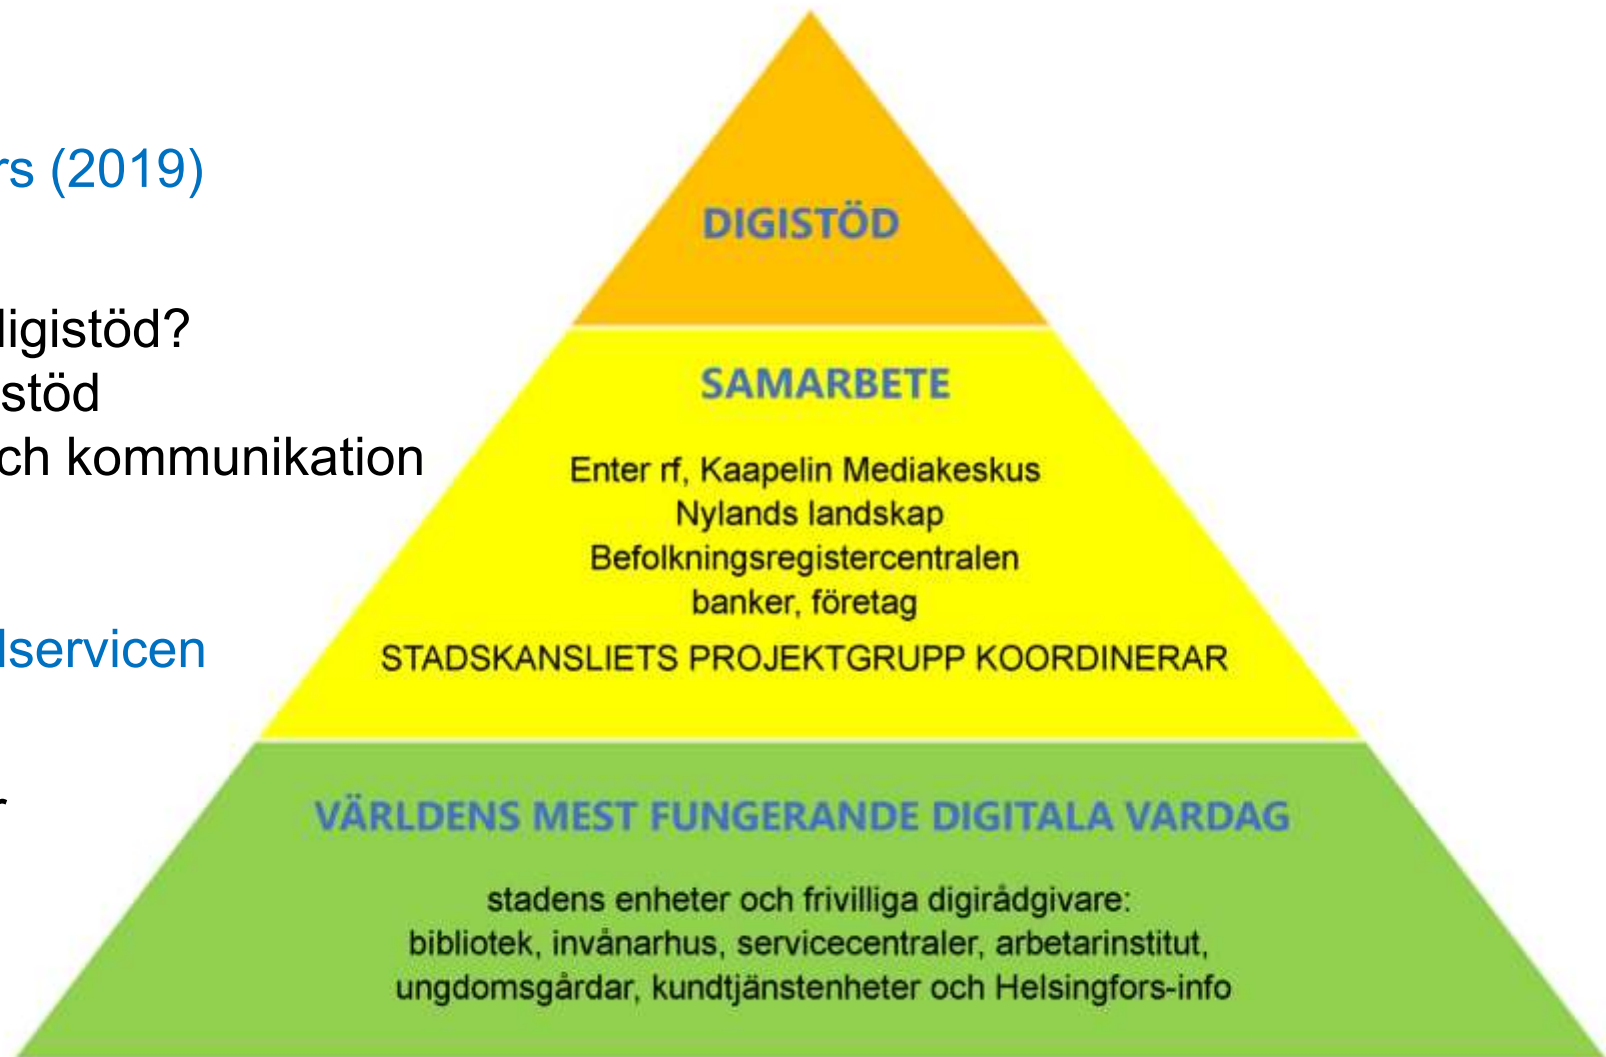 rs (2019)
digistöd?
stöd
ch kommunikation
dservicen
r
DIGISTÖD
SAMARBETE
Enter rf, Kaapelin Mediakeskus
Nylands landskap
Befolkningsregistercentralen
banker, företag
STADSKANSLIETS PROJEKTGRUPP KOORDINERAR
VÄRLDENS MEST FUNGERANDE DIGITALA VARDAG
stadens enheter och frivilliga digirådgivare:
bibliotek, invånarhus, servicecentraler, arbetarinstitut,
ungdomsgårdar, kundtjänstenheter och Helsingfors-info